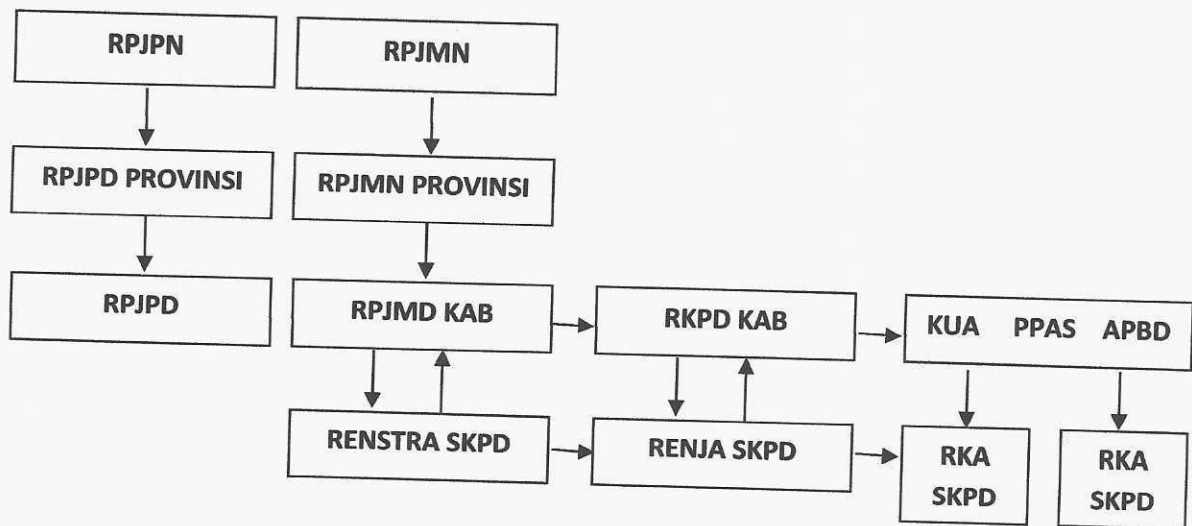 RPJPN
RPJMN
RPJPD PROVINSI
RPJMN PROVINSI
RPJPD
RPJMD KAB
RKPD KAB
KUA PPAS APBD
RENSTRA SKPD
RENJA SKPD
RKA
SKPD
RKA
SKPD